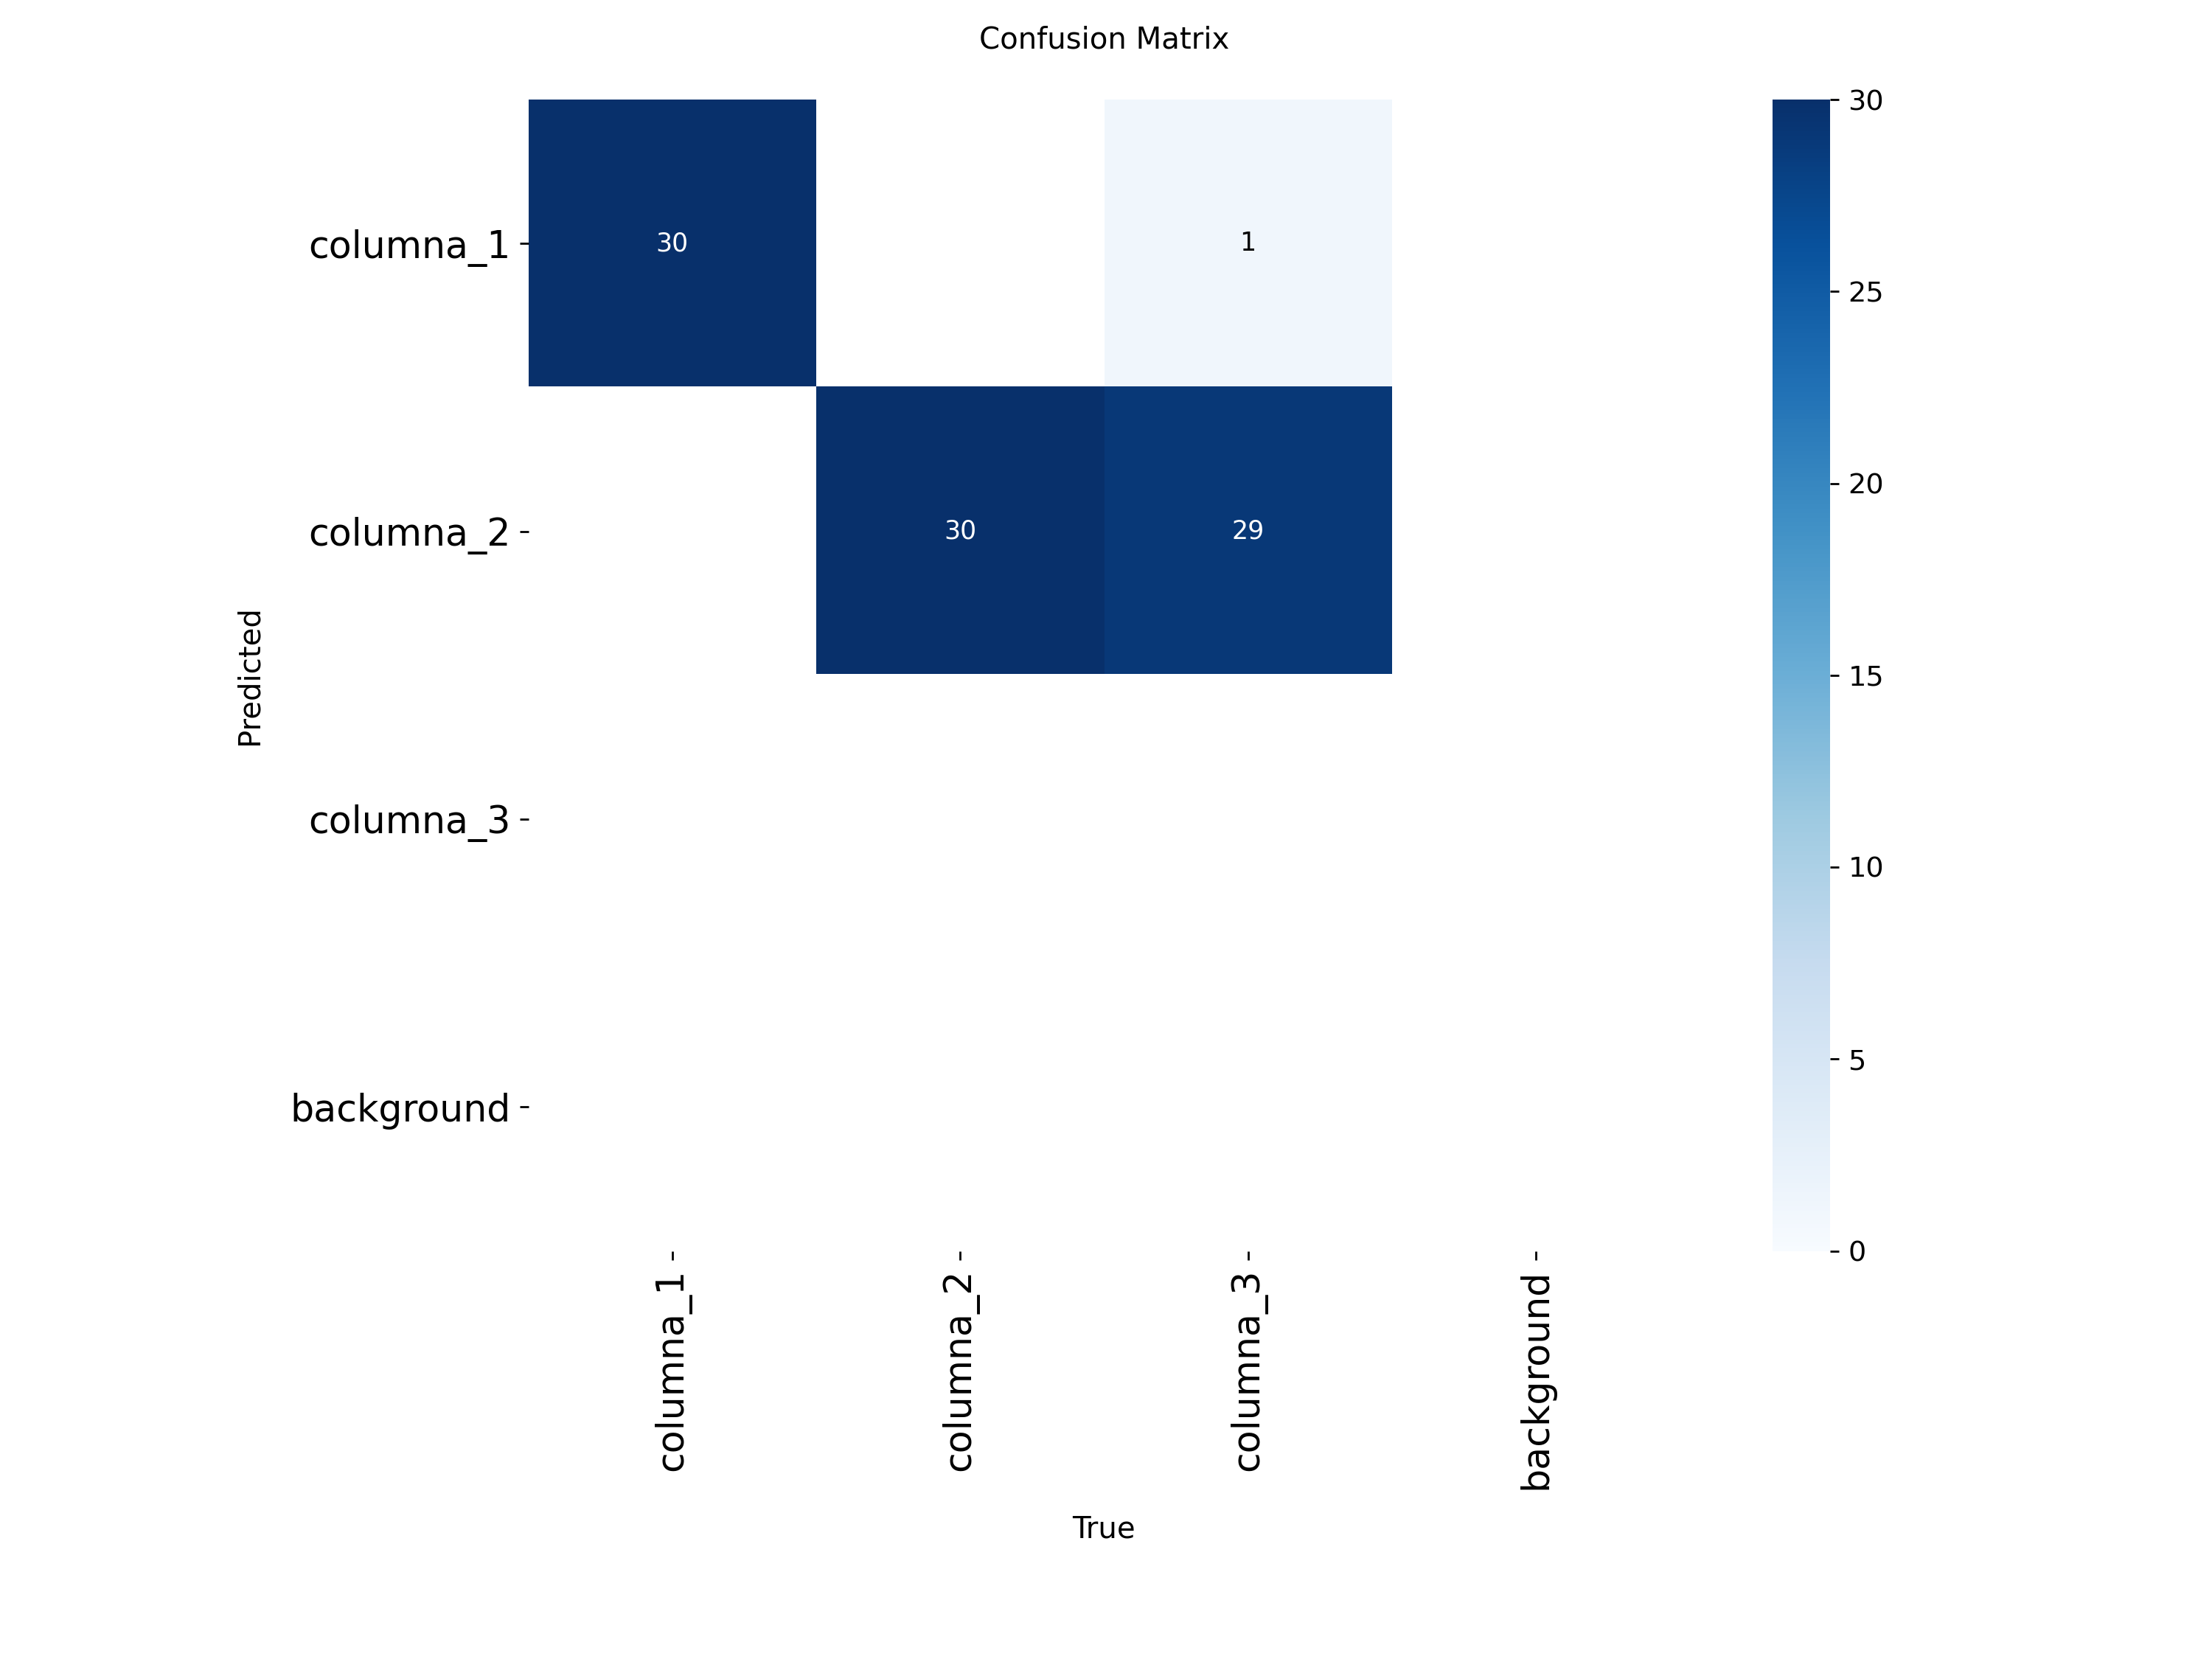 Confusion Matrix
columna_1
30
1
columna_2
30
29
columna_3
background
Predicted
columna_1
columna_2
columna_3
background
True
30
25
20
15
10
5
0